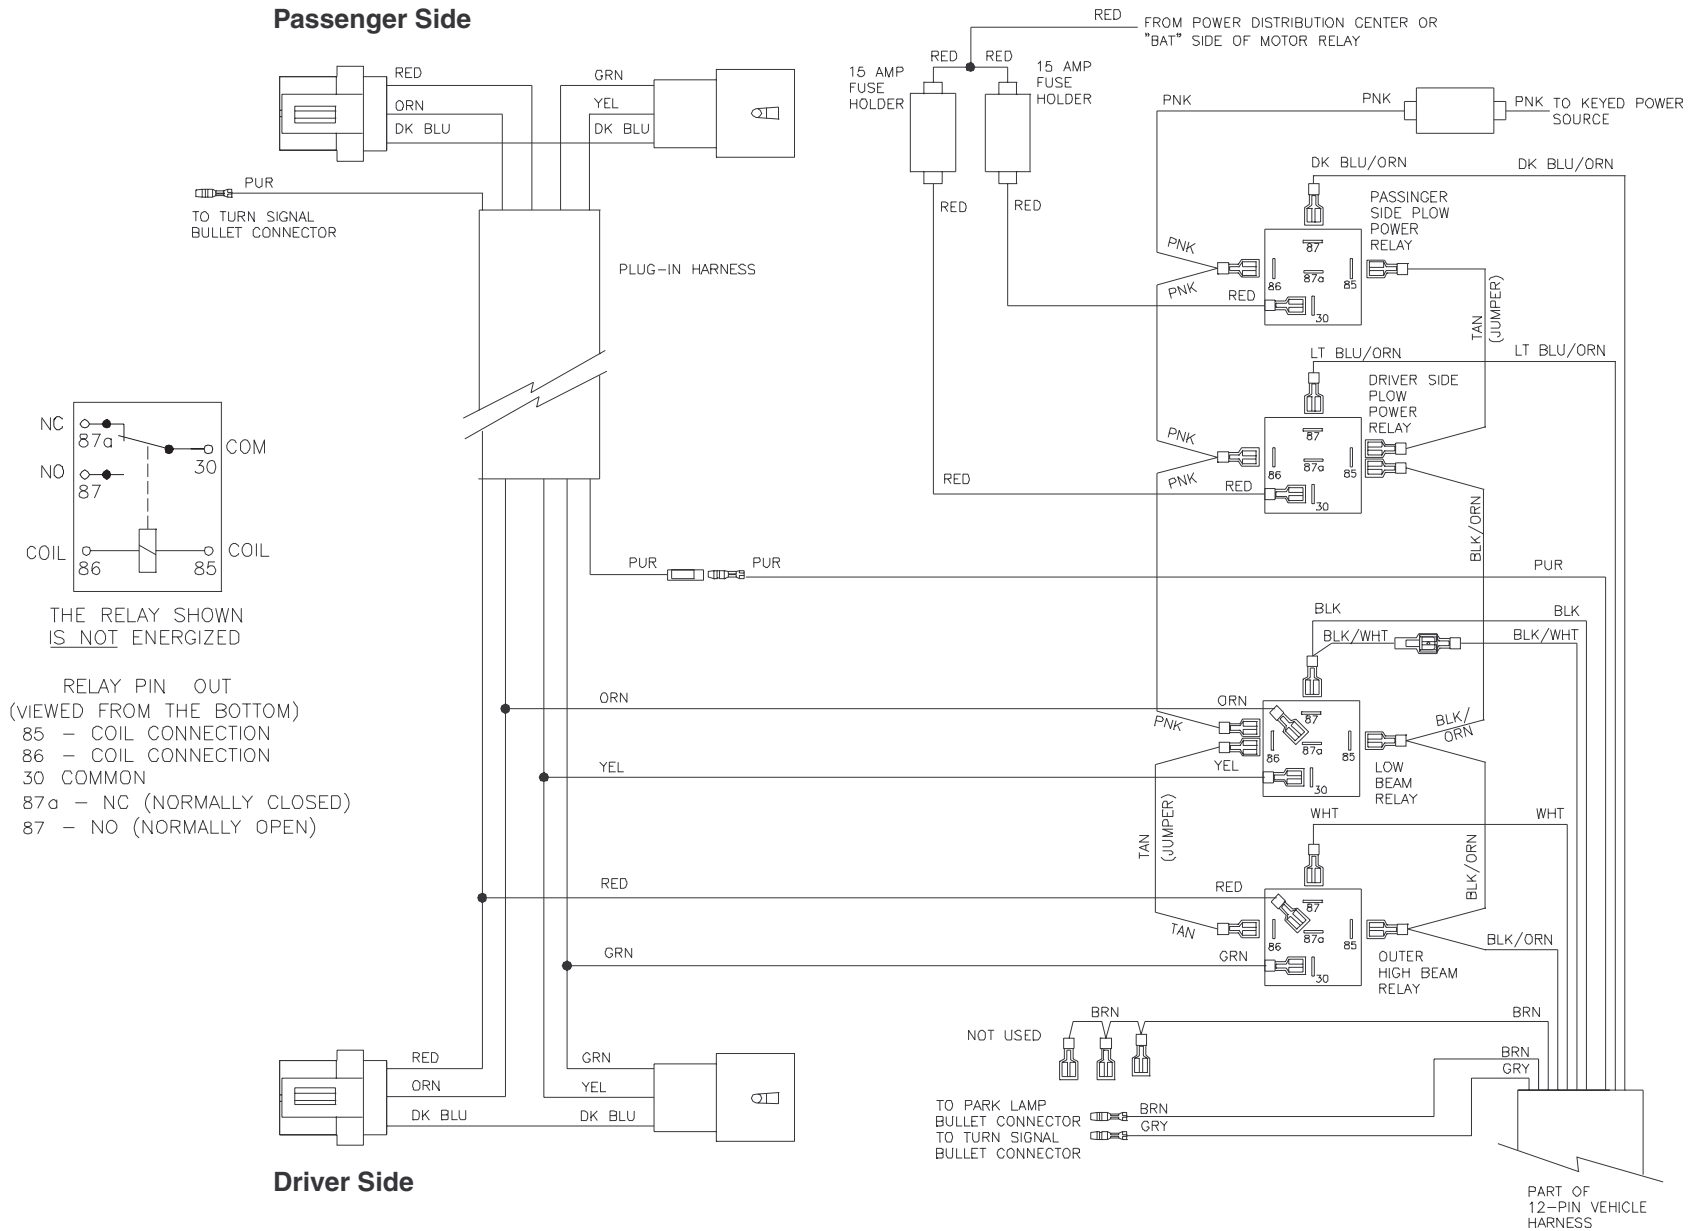 Passenger Side
RED
ORN
DK BLU
GRN
YEL
DK BLU
PUR
TO TURN SIGNAL
BULLET CONNECTOR
PLUG-IN HARNESS
RED
FROM POWER DISTRIBUTION CENTER OR
"BAT" SIDE OF MOTOR RELAY
RED
RED
15 AMP
FUSE
HOLDER
15 AMP
FUSE
HOLDER
RED
RED
PNK
PNK
PNK
TO KEYED POWER
SOURCE
DK BLU/ORN
DK BLU/ORN
PASSINGER
SIDE PLOW
POWER
RELAY
PNK
PNK
RED
87
86
87a
85
30
TAN
(JUMPER)
LT BLU/ORN
LT BLU/ORN
DRIVER SIDE
PLOW
POWER
RELAY
PNK
PNK
RED
RED
87
86
87a
85
30
BLK/ORN
NC
87a
COM
30
NO
87
COIL
86
COIL
85
THE RELAY SHOWN
IS NOT ENERGIZED
RELAY PIN OUT
(VIEWED FROM THE BOTTOM)
85 - COIL CONNECTION
86 - COIL CONNECTION
30 COMMON
87a - NC (NORMALLY CLOSED)
87 - NO (NORMALLY OPEN)
PUR
PUR
PUR
BLK
BLK
BLK/WHT
BLK/WHT
ORN
ORN
PNK
87
86
87a
85
30
BLK/
ORN
YEL
YEL
LOW
BEAM
RELAY
TAN
(JUMPER)
WHT
WHT
BLK/ORN
RED
RED
TAN
87
86
87a
85
30
BLK/ORN
GRN
GRN
OUTER
HIGH BEAM
RELAY
NOT USED
BRN
BRN
BRN
GRY
TO PARK LAMP
BULLET CONNECTOR
TO TURN SIGNAL
BULLET CONNECTOR
BRN
GRY
RED
ORN
DK BLU
GRN
YEL
DK BLU
Driver Side
PART OF
12-PIN VEHICLE
HARNESS